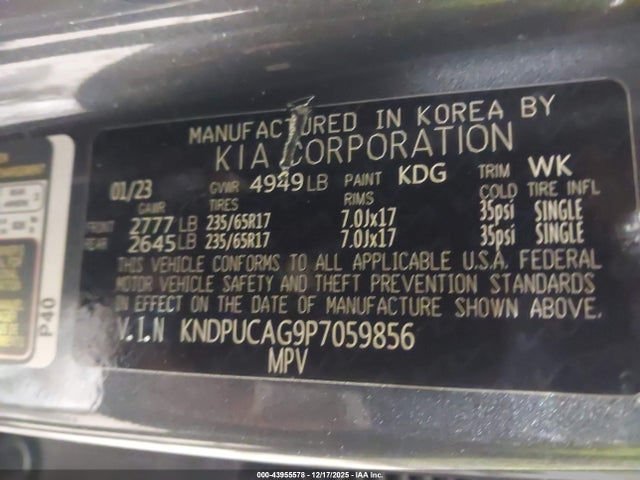 MANUFACTURED IN KOREA BY
KIA CORPORATION
01/23 GVWR 4949 LB PAINT KDG TRIM WK
GAWR TIRES RIMS COLD TIRE INFL
FRONT 2777 LB 235/65R17 7.0Jx17 35psi SINGLE
REAR 2645 LB 235/65R17 7.0Jx17 35psi SINGLE
THIS VEHICLE CONFORMS TO ALL APPLICABLE U.S.A. FEDERAL
MOTOR VEHICLE SAFETY AND THEFT PREVENTION STANDARDS
IN EFFECT ON THE DATE OF MANUFACTURE SHOWN ABOVE.
V.I.N KNDPUCAG9P7059856
MPV
P40
000-43955578 - 12/17/2025 - IAA Inc.